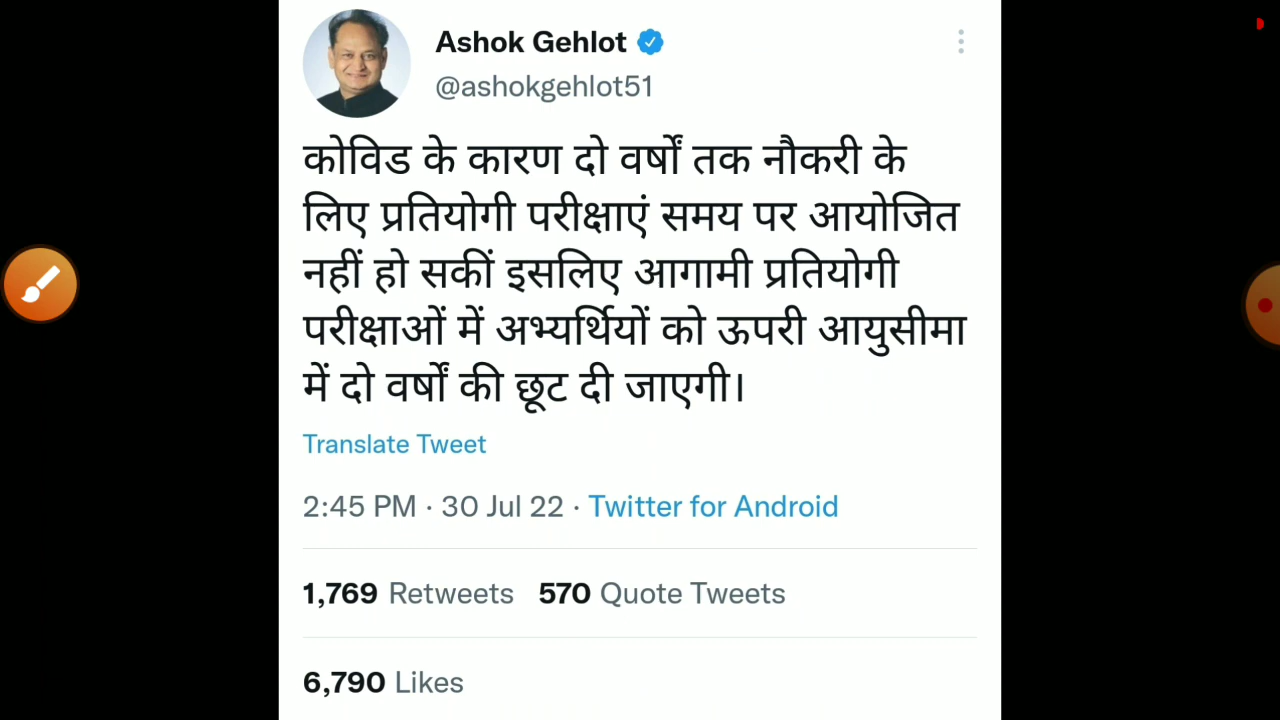 Ashok Gehlot
@ashokgehlot51
कोविड के कारण दो वर्षों तक नौकरी के
लिए प्रतियोगी परीक्षाएं समय पर आयोजित
नहीं हो सकीं इसलिए आगामी प्रतियोगी
परीक्षाओं में अभ्यर्थियों को ऊपरी आयुसीमा
में दो वर्षों की छूट दी जाएगी।
Translate Tweet
2:45 PM · 30 Jul 22 · Twitter for Android
1,769 Retweets 570 Quote Tweets
6,790 Likes